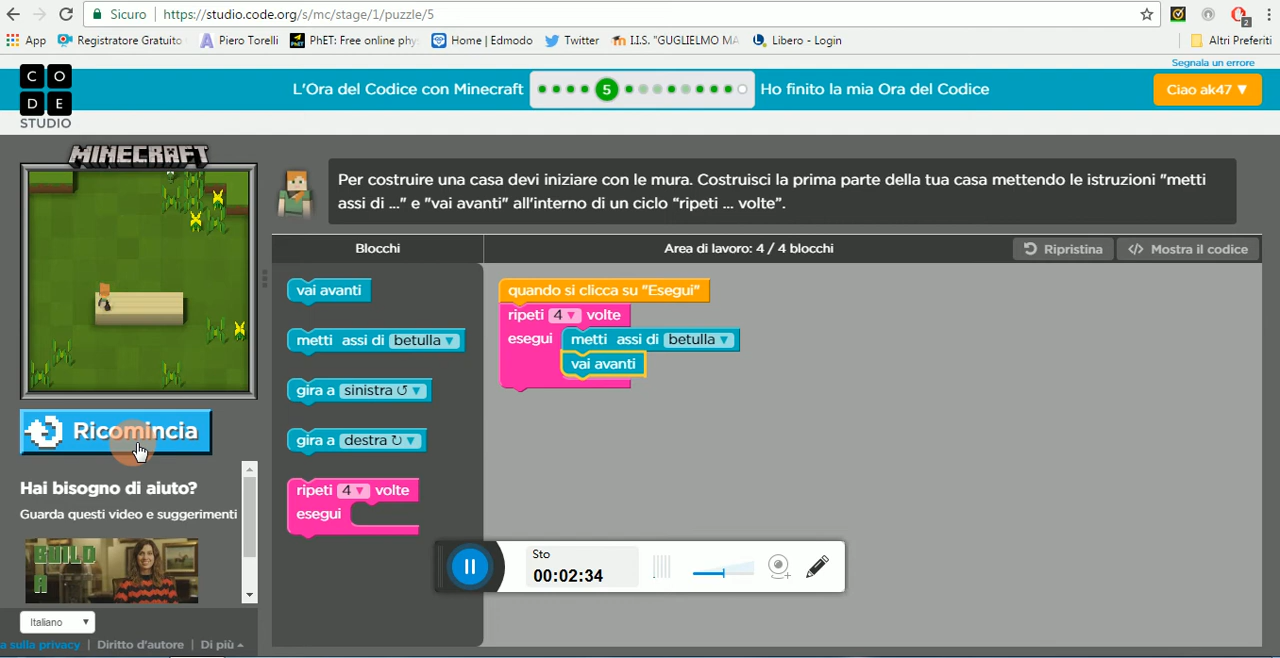 Sicuro
https://studio.code.org/s/mc/stage/1/puzzle/5
2
App
Registratore Gratuito
Piero Torelli
PhET: Free online phy
Home | Edmodo
Twitter
I.I.S. "GUGLIELMO MA
Libero - Login
Altri Preferiti
Segnala un errore
C O
D E
STUDIO
L'Ora del Codice con Minecraft
5
Ho finito la mia Ora del Codice
Ciao ak47 ▼
MINECRAFT
Per costruire una casa devi iniziare con le mura. Costruisci la prima parte della tua casa mettendo le istruzioni "metti
assi di ..." e "vai avanti" all'interno di un ciclo “ripeti ... volte”.
Blocchi
Area di lavoro: 4 / 4 blocchi
Ripristina
</> Mostra il codice
vai avanti
metti assi di betulla ▼
gira a sinistra ↺ ▼
gira a destra ↻ ▼
ripeti 4 ▼ volte
esegui
quando si clicca su "Esegui"
ripeti 4 ▼ volte
esegui metti assi di betulla ▼
vai avanti
Ricomincia
Hai bisogno di aiuto?
Guarda questi video e suggerimenti
BUILD
A
Sto
00:02:34
Italiano ▼
a sulla privacy | Diritto d'autore | Di più